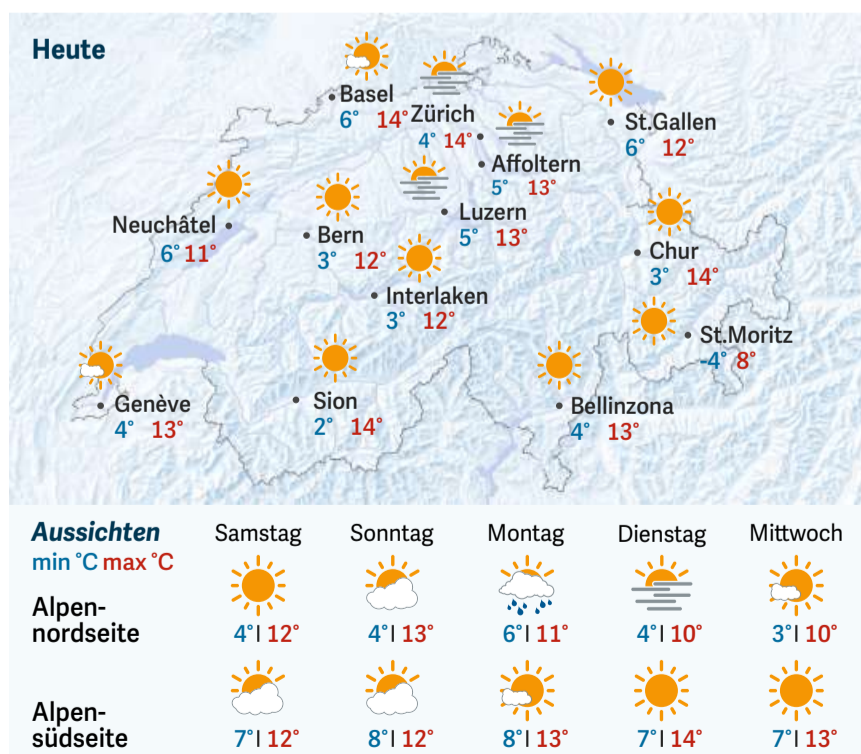 Heute
Basel
6° 14°
Zürich
4° 14°
St.Gallen
6° 12°
Affoltern
5° 13°
Luzern
5° 13°
Neuchâtel
6° 11°
Bern
3° 12°
Chur
3° 14°
Interlaken
3° 12°
St.Moritz
-4° 8°
Genève
4° 13°
Sion
2° 14°
Bellinzona
4° 13°
Aussichten Samstag Sonntag Montag Dienstag Mittwoch
min °C max °C
Alpen-
nordseite 4°| 12° 4°| 13° 6°| 11° 4°| 10° 3°| 10°
Alpen-
südseite 7°| 12° 8°| 12° 8°| 13° 7°| 14° 7°| 13°